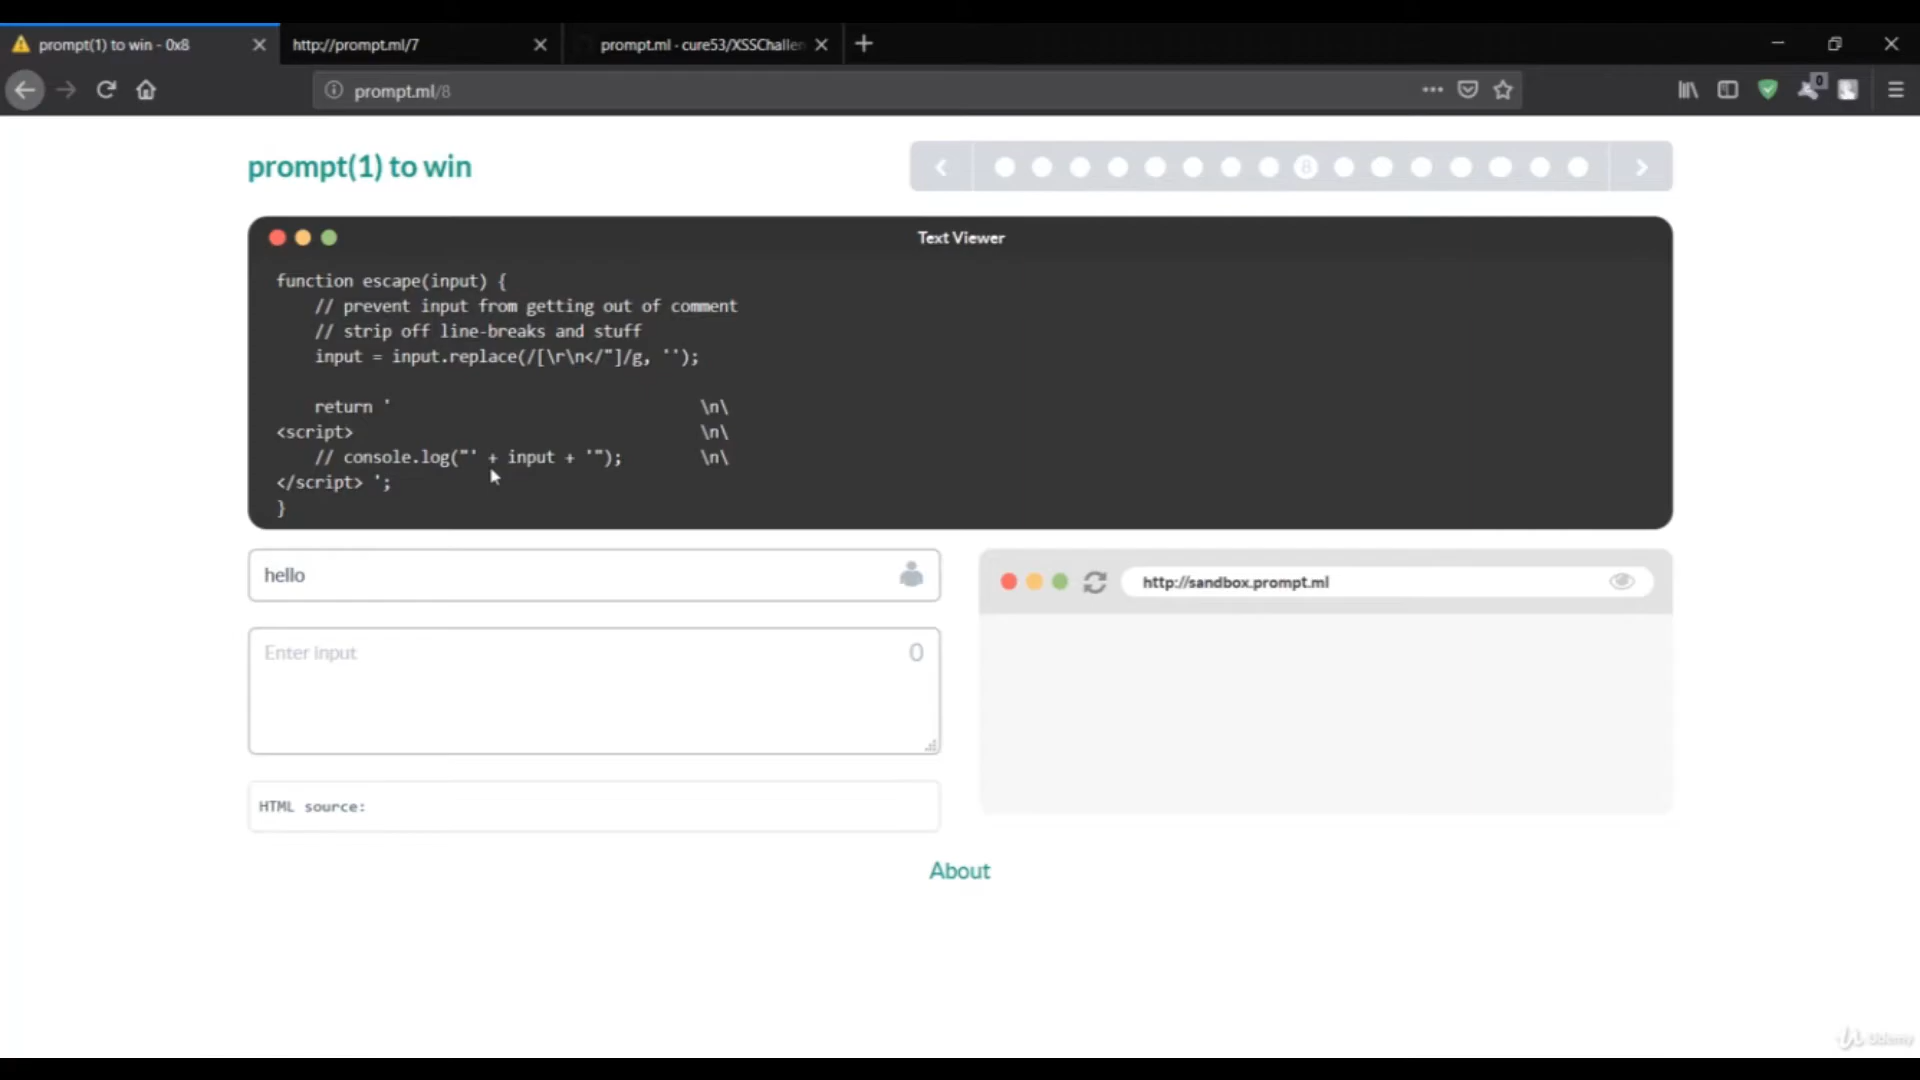 prompt(1) to win - 0x8
http://prompt.ml/7
prompt.ml - cure53/XSSChallen
prompt.ml/8
0
prompt(1) to win
8
Text Viewer
function escape(input) {
// prevent input from getting out of comment
// strip off line-breaks and stuff
input = input.replace(/[\r\n</"]/g, '');
return ' \n\
<script> \n\
// console.log("' + input + '"); \n\
</script> ';
}
hello
http://sandbox.prompt.ml
Enter input
0
HTML source:
About
Udemy